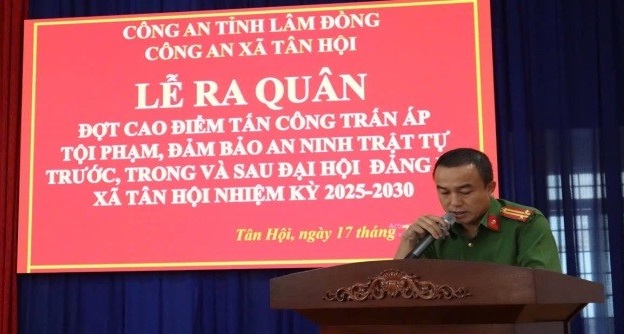 CÔNG AN TỈNH LÂM ĐỒNG
CÔNG AN XÃ TÂN HỘI
LỄ RA QUÂN
ĐỢT CAO ĐIỂM TẤN CÔNG TRẤN ÁP
TỘI PHẠM, ĐẢM BẢO AN NINH TRẬT TỰ
TRƯỚC, TRONG VÀ SAU ĐẠI HỘI ĐẢNG
XÃ TÂN HỘI NHIỆM KỲ 2025-2030
Tân Hội, ngày 17 tháng